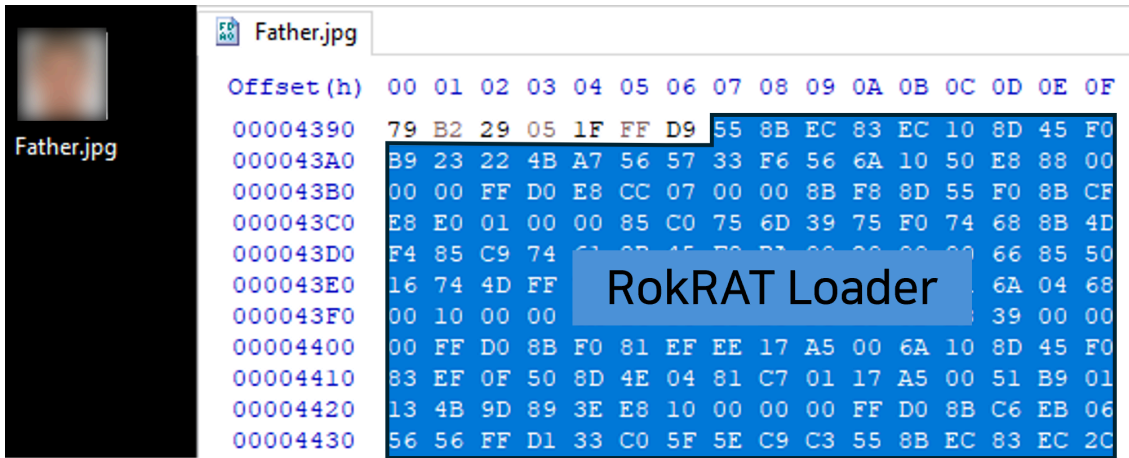 Father.jpg
Father.jpg
Offset(h) 00 01 02 03 04 05 06 07 08 09 0A 0B 0C 0D 0E 0F
00004390 79 B2 29 05 1F FF D9 55 8B EC 83 EC 10 8D 45 F0
000043A0 B9 23 22 4B A7 56 57 33 F6 56 6A 10 50 E8 88 00
000043B0 00 00 FF D0 E8 CC 07 00 00 8B F8 8D 55 F0 8B CF
000043C0 E8 E0 01 00 00 85 C0 75 6D 39 75 F0 74 68 8B 4D
000043D0 F4 85 C9 74 66 85 50
000043E0 16 74 4D FF 6A 04 68
RokRAT Loader
000043F0 00 10 00 00 39 00 00
00004400 00 FF D0 8B F0 81 EF EE 17 A5 00 6A 10 8D 45 F0
00004410 83 EF 0F 50 8D 4E 04 81 C7 01 17 A5 00 51 B9 01
00004420 13 4B 9D 89 3E E8 10 00 00 00 FF D0 8B C6 EB 06
00004430 56 56 FF D1 33 C0 5F 5E C9 C3 55 8B EC 83 EC 2C